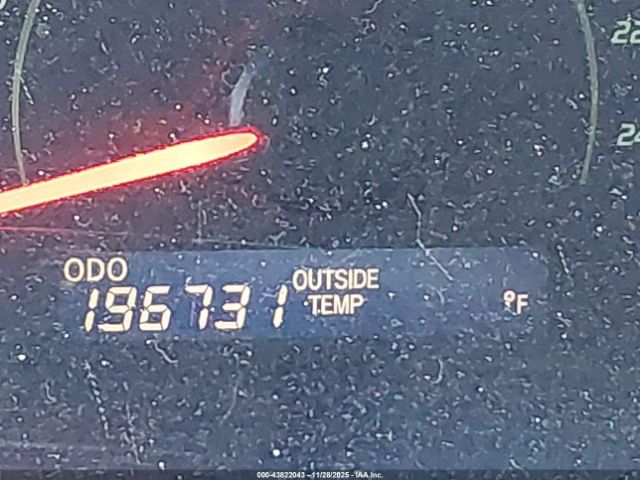 22
24
ODO
196731
OUTSIDE
TEMP
°F
000-43822043 -- 11/28/2025 -- IAA Inc.